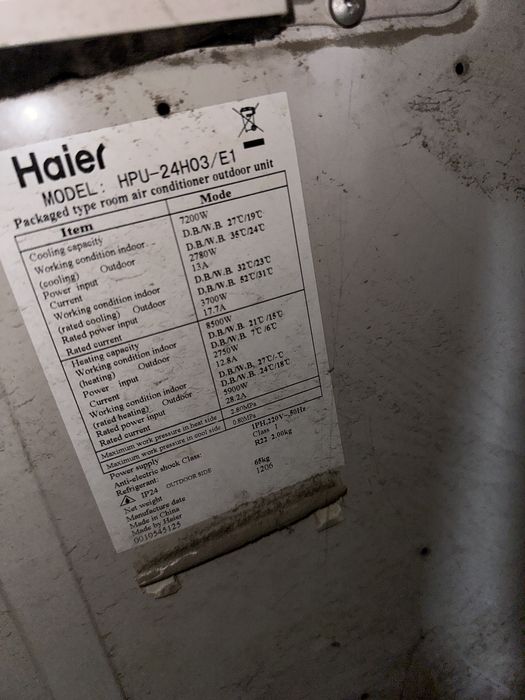 Haier
MODEL: HPU-24H03/E1
Packaged type room air conditioner outdoor unit
Item Mode
Cooling capacity 7200W
Working condition indoor D.B./W.B. 27℃/19℃
(cooling) Outdoor D.B./W.B. 35℃/24℃
Power input 2780W
Current 13A
Working condition indoor D.B./W.B. 32℃/23℃
(rated cooling) Outdoor D.B./W.B. 52℃/31℃
Rated power input 3700W
Rated current 17.7A
Heating capacity 8500W
Working condition indoor D.B./W.B. 21℃/15℃
(heating) Outdoor D.B./W.B. 7℃/6℃
Power input 2750W
Current 12.8A
Working condition indoor D.B./W.B. 27℃/-℃
(rated heating) Outdoor D.B./W.B. 24℃/18℃
Rated power input 5900W
Rated current 28.2A
Maximum work pressure in heat side 2.80MPa
Maximum work pressure in cool side 0.80MPa
Power supply 1PH,220V~,50Hz
Anti-electric shock Class: Class I
Refrigerant: R22 2.00kg
IP24 OUTDOOR SIDE
Net weight 68kg
Manufacture date 1206
Made in China
Made by Haier
0010545125